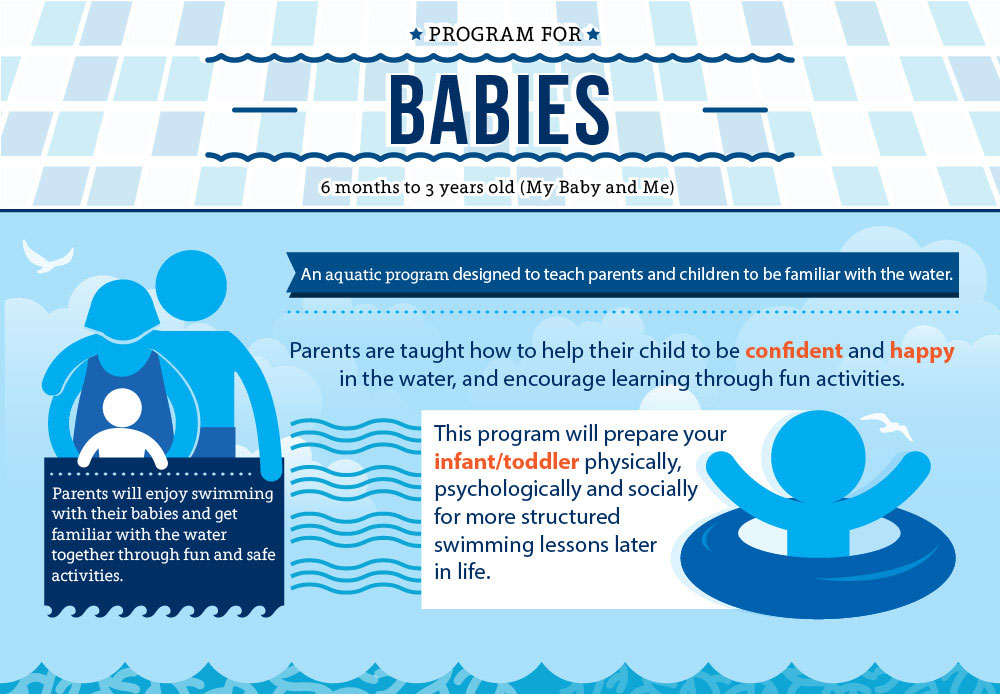 PROGRAM FOR
BABIES
6 months to 3 years old (My Baby and Me)
An aquatic program designed to teach parents and children to be familiar with the water.
Parents are taught how to help their child to be confident and happy
in the water, and encourage learning through fun activities.
This program will prepare your
infant/toddler physically,
psychologically and socially
for more structured
swimming lessons later
in life.
Parents will enjoy swimming
with their babies and get
familiar with the water
together through fun and safe
activities.